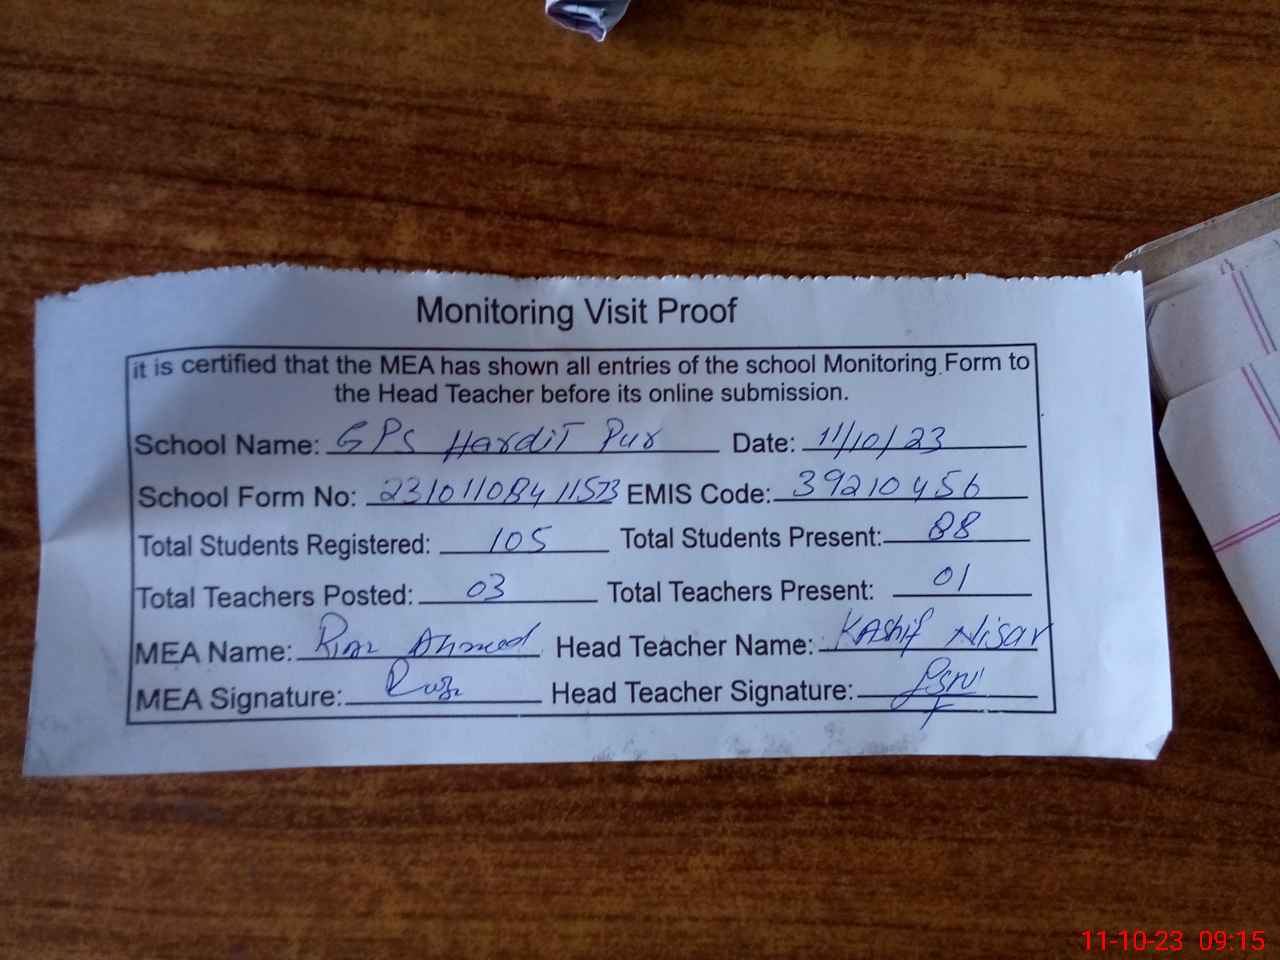 Monitoring Visit Proof
it is certified that the MEA has shown all entries of the school Monitoring Form to
the Head Teacher before its online submission.
School Name: GPS HardiT Pur Date: 11/10/23
School Form No: 23101108411573 EMIS Code: 39210456
Total Students Registered: 105 Total Students Present: 88
Total Teachers Posted: 03 Total Teachers Present: 01
MEA Name: Riaz Ahmed Head Teacher Name: KAshif Nisar
MEA Signature: Head Teacher Signature:
11-10-23 09:15